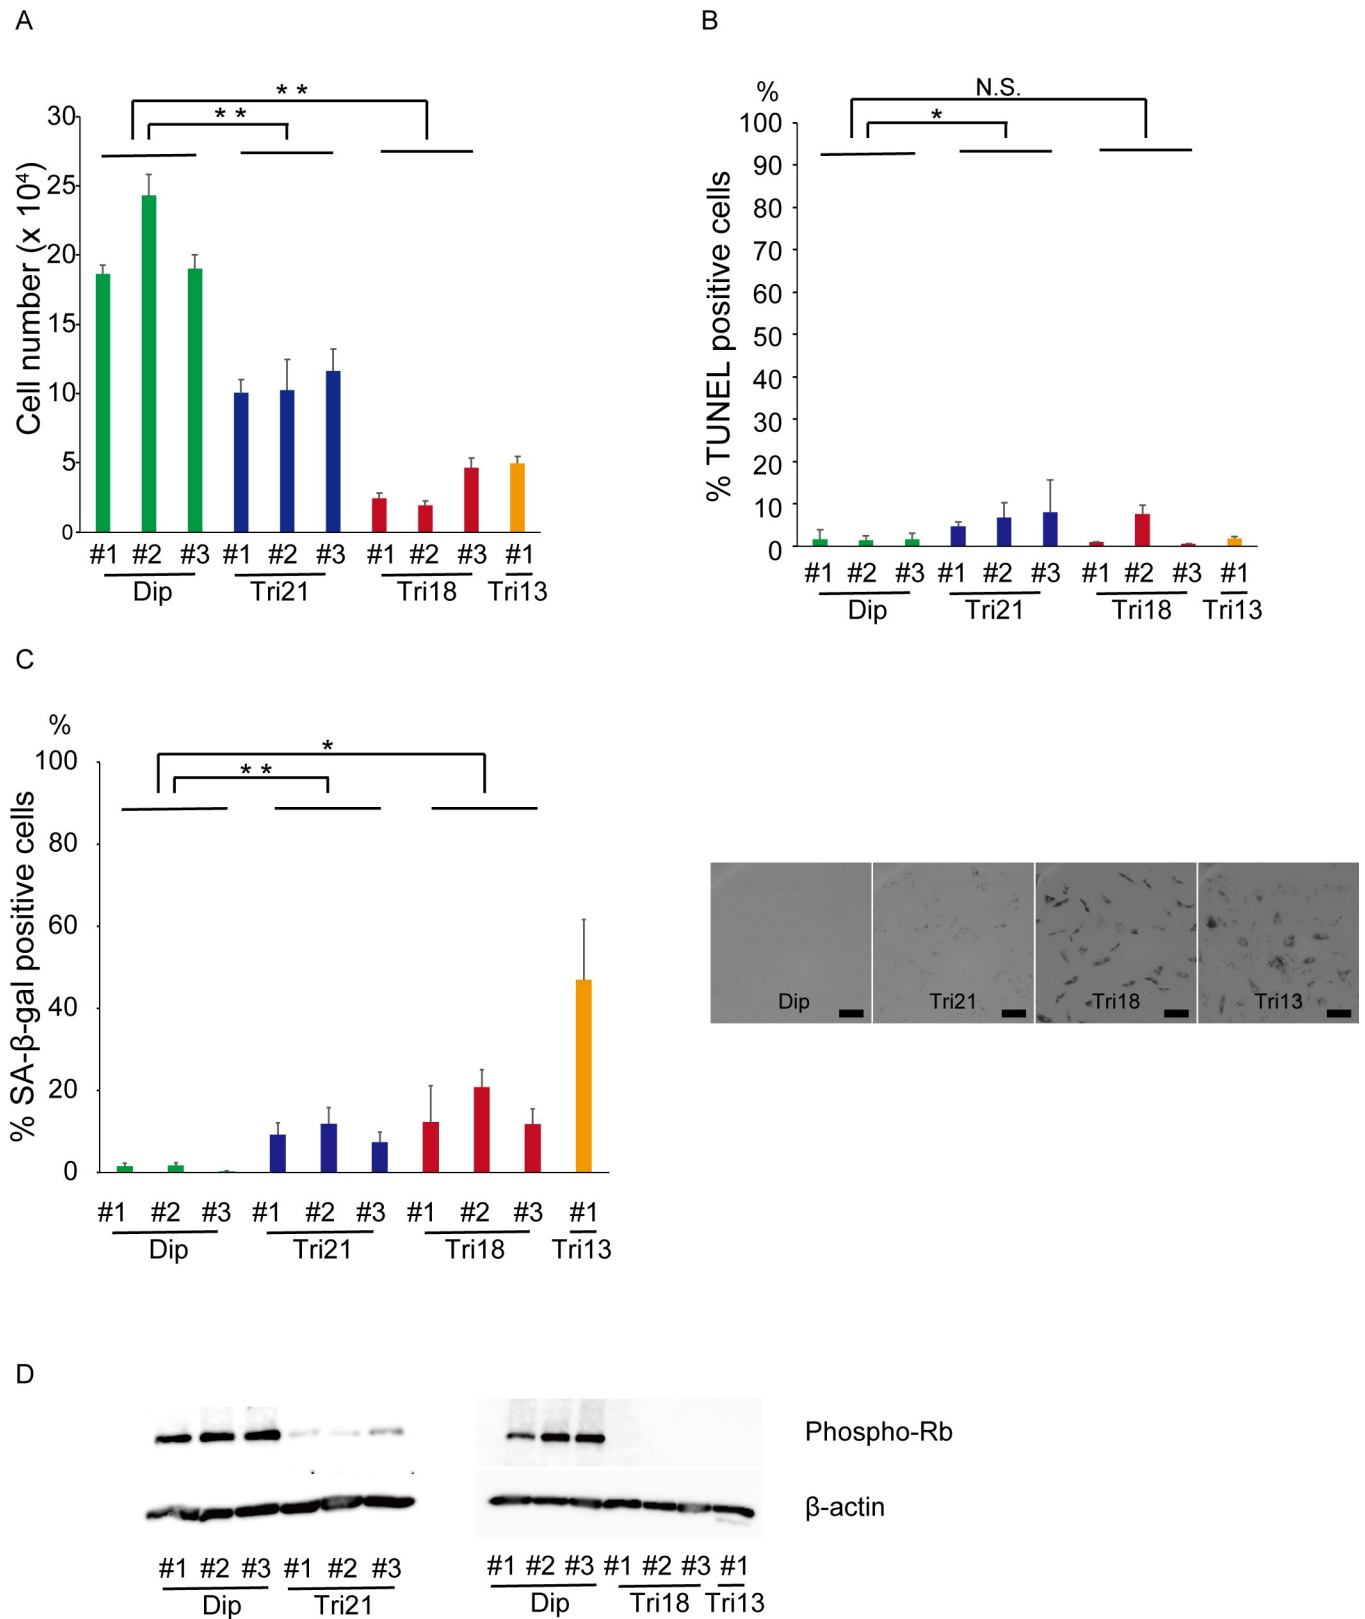 A
* *
* *
30
25
20
15
10
5
0
Cell number (x 10⁴)
#1 #2 #3 #1 #2 #3 #1 #2 #3 #1
Dip Tri21 Tri18 Tri13
B
%
N.S.
*
100
90
80
70
60
50
40
30
20
10
0
% TUNEL positive cells
#1 #2 #3 #1 #2 #3 #1 #2 #3 #1
Dip Tri21 Tri18 Tri13
C
%
*
* *
100
80
60
40
20
0
% SA-β-gal positive cells
#1 #2 #3 #1 #2 #3 #1 #2 #3 #1
Dip Tri21 Tri18 Tri13
Dip Tri21 Tri18 Tri13
D
Phospho-Rb
β-actin
#1 #2 #3 #1 #2 #3
Dip Tri21
#1 #2 #3 #1 #2 #3 #1
Dip Tri18 Tri13